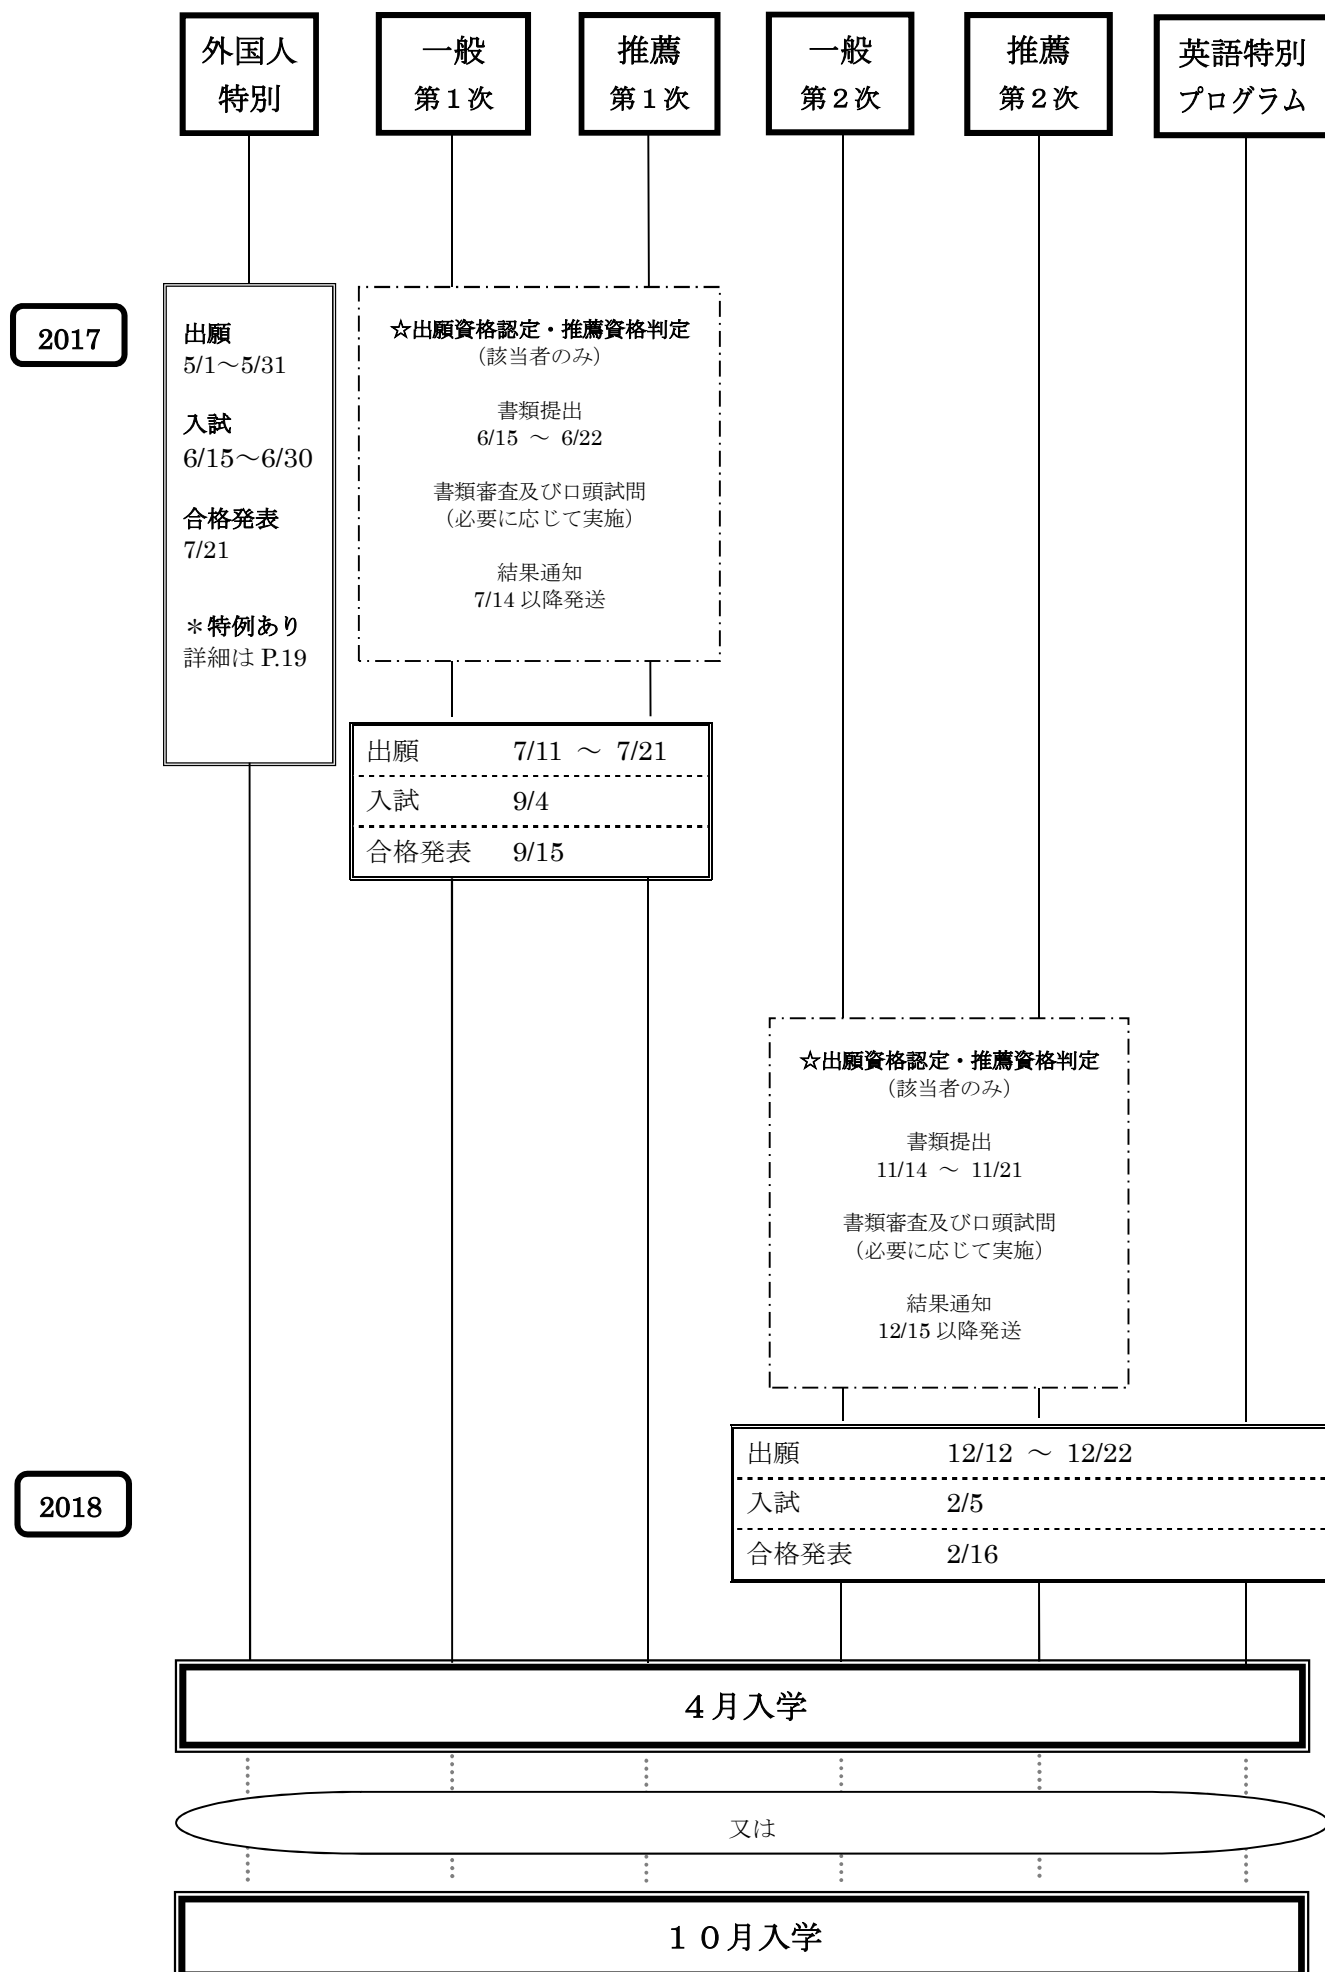 外国人
特別
一般
第１次
推薦
第１次
一般
第２次
推薦
第２次
英語特別
プログラム
2017
出願
5/1～5/31
入試
6/15～6/30
合格発表
7/21
＊特例あり
詳細は P.19
☆出願資格認定・推薦資格判定
（該当者のみ）
書類提出
6/15 ～ 6/22
書類審査及び口頭試問
（必要に応じて実施）
結果通知
7/14 以降発送
出願 7/11 ～ 7/21
入試 9/4
合格発表 9/15
☆出願資格認定・推薦資格判定
（該当者のみ）
書類提出
11/14 ～ 11/21
書類審査及び口頭試問
（必要に応じて実施）
結果通知
12/15 以降発送
2018
出願 12/12 ～ 12/22
入試 2/5
合格発表 2/16
４月入学
又は
１０月入学